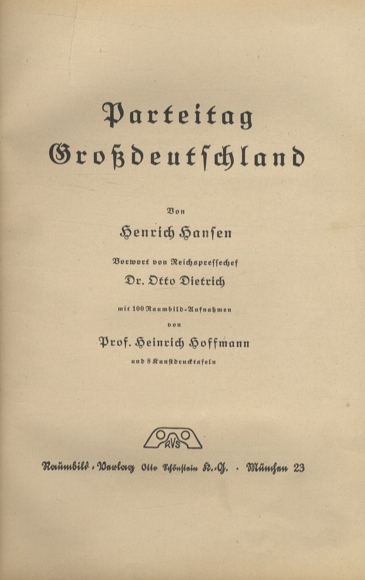 Parteitag
Großdeutschland
Von
Henrich Hansen
Vorwort von Reichspressechef
Dr. Otto Dietrich
mit 100 Raumbild-Aufnahmen
von
Prof. Heinrich Hoffmann
und 8 Kunstdrucktafeln
RVS
Raumbild-Verlag Otto Schönstein K.-G. · München 23